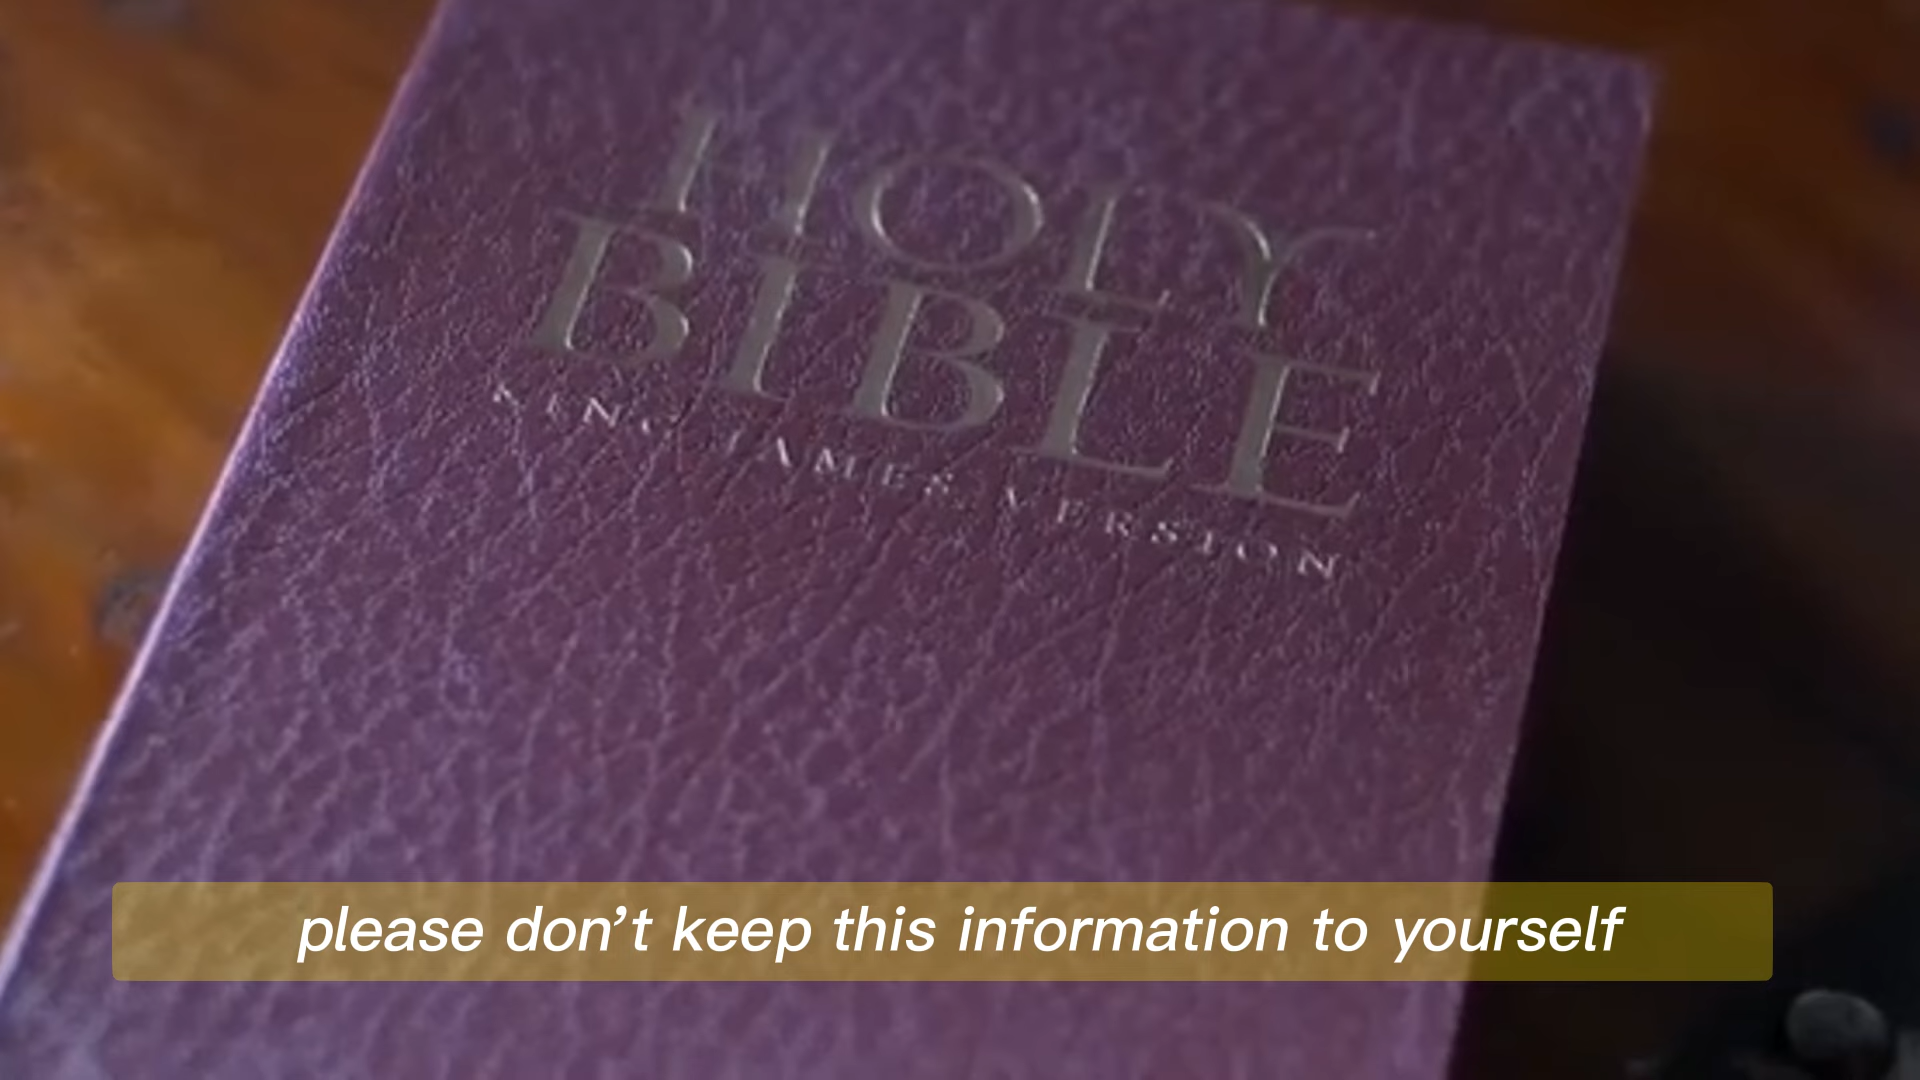 HOLY
BIBLE
KING JAMES VERSION
please don’t keep this information to yourself